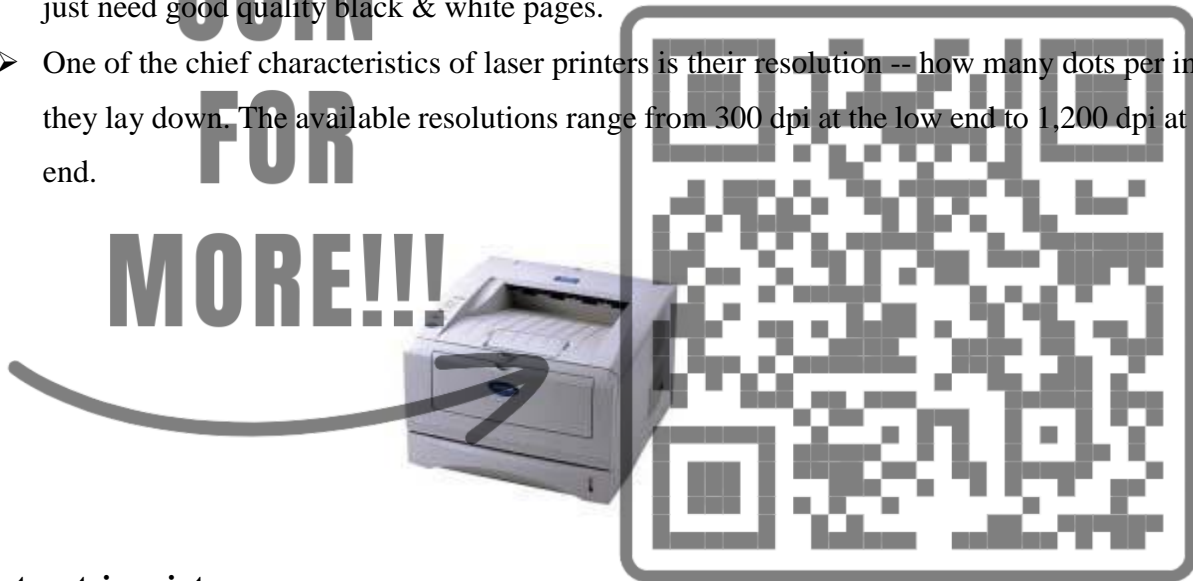 just need good quality black & white pages.
JOIN
➢ One of the chief characteristics of laser printers is their resolution -- how many dots per
they lay down. The available resolutions range from 300 dpi at the low end to 1,200 dpi at
FOR
end.
MORE!!!